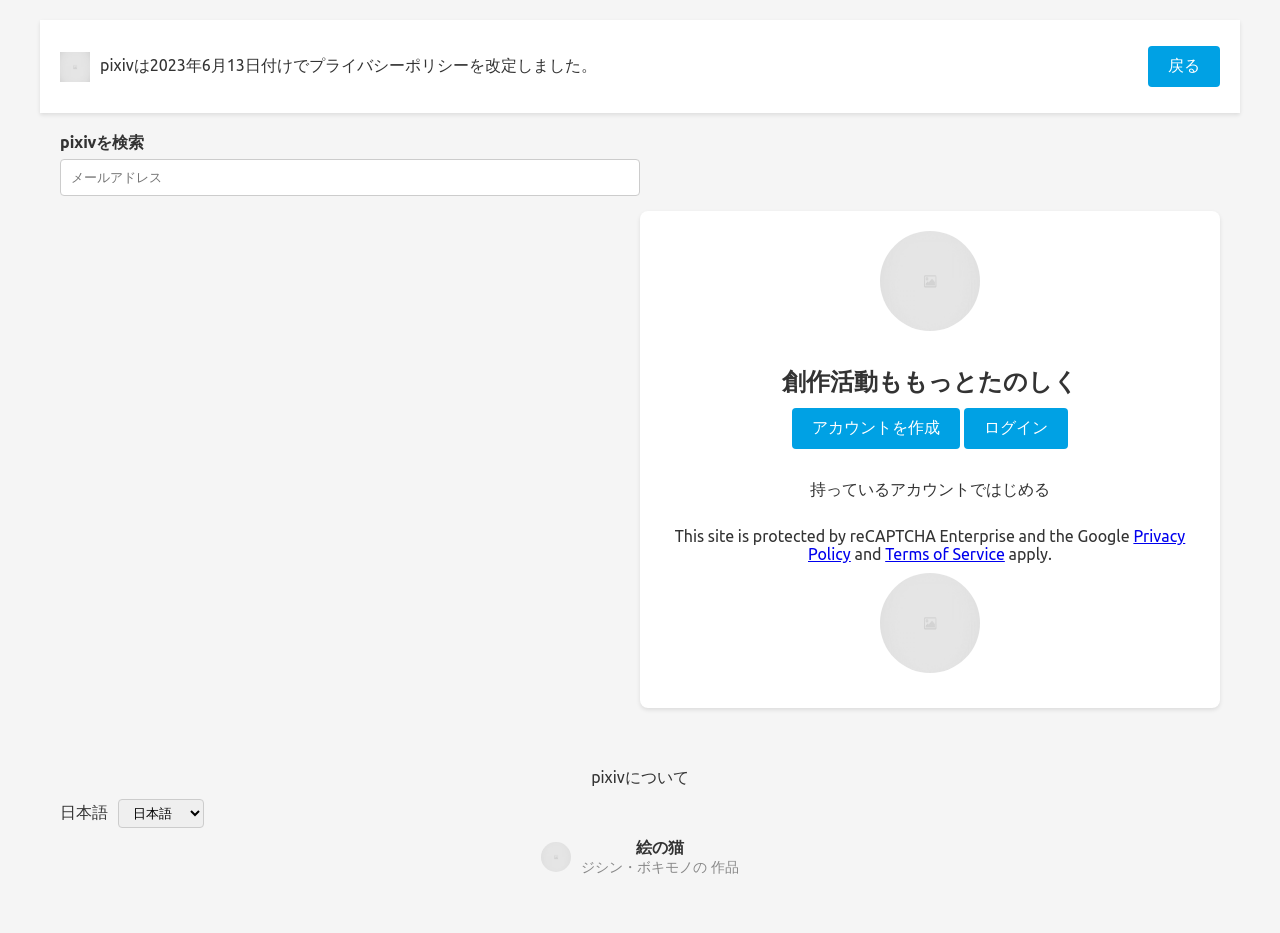 pixivは2023年6月13日付けでプライバシーポリシーを改定しました。
戻る
pixivを検索
メールアドレス
創作活動ももっとたのしく
アカウントを作成
ログイン
持っているアカウントではじめる
This site is protected by reCAPTCHA Enterprise and the Google Privacy
Policy and Terms of Service apply.
pixivについて
日本語
日本語
絵の猫
ジシン・ボキモノの 作品